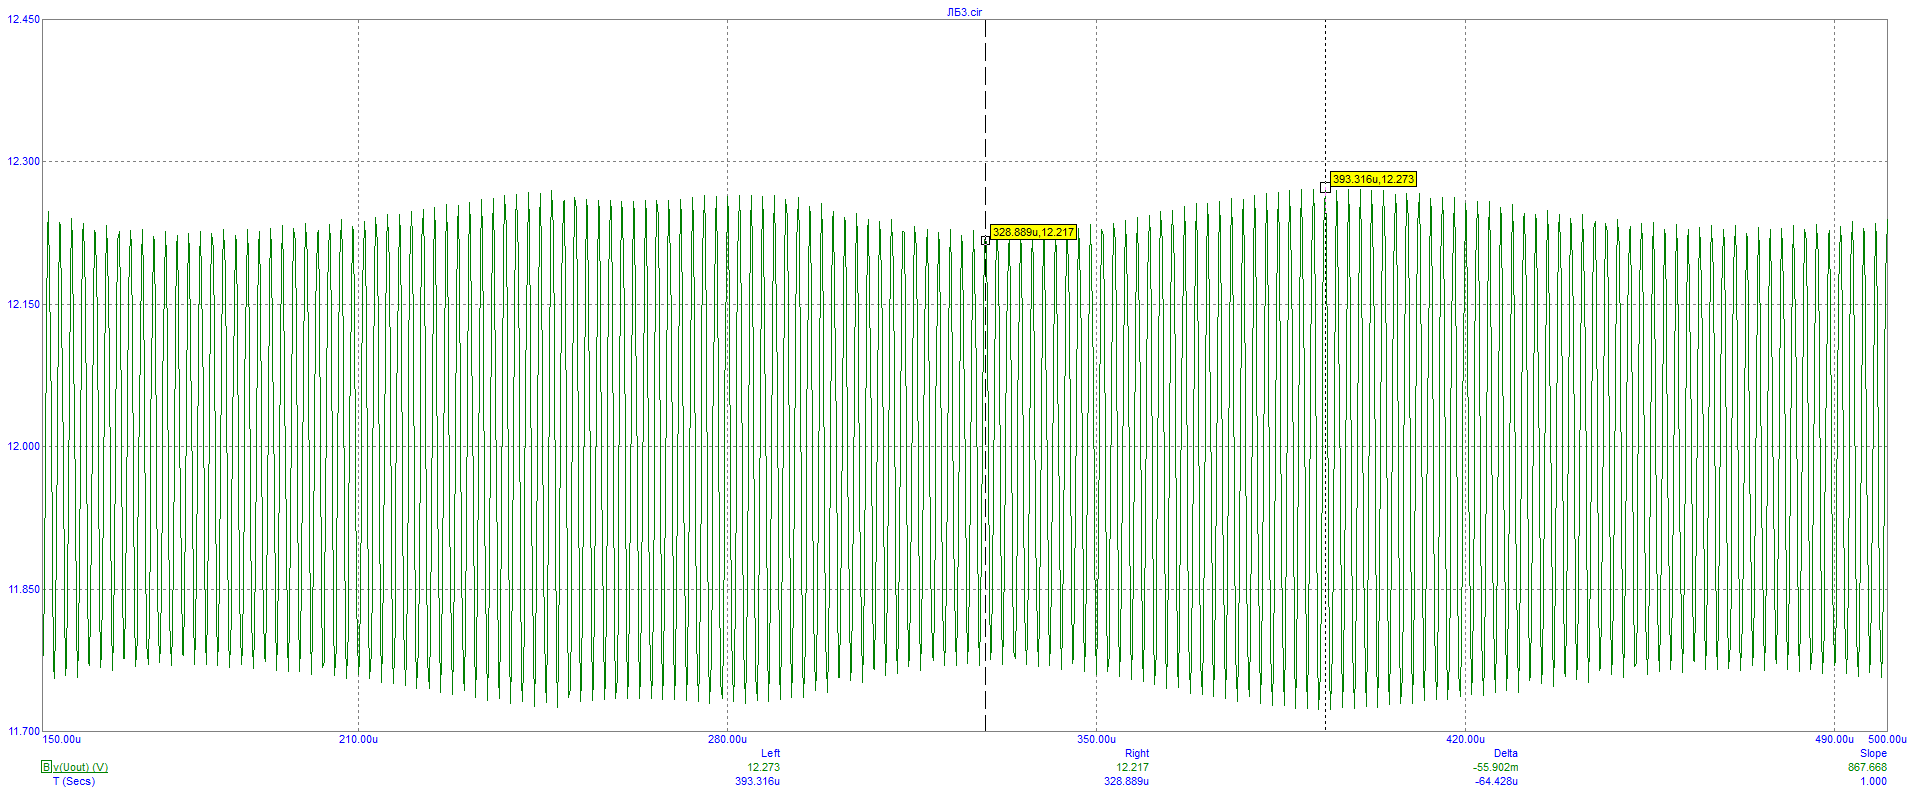 ЛБ3.cir
12.450
12.300
12.150
12.000
11.850
11.700
393.316u,12.273
328.889u,12.217
150.00u 210.00u 280.00u 350.00u 420.00u 490.00u 500.00u
Left Right Delta Slope
B v(Uout) (V) 12.273 12.217 -55.902m 867.668
T (Secs) 393.316u 328.889u -64.428u 1.000